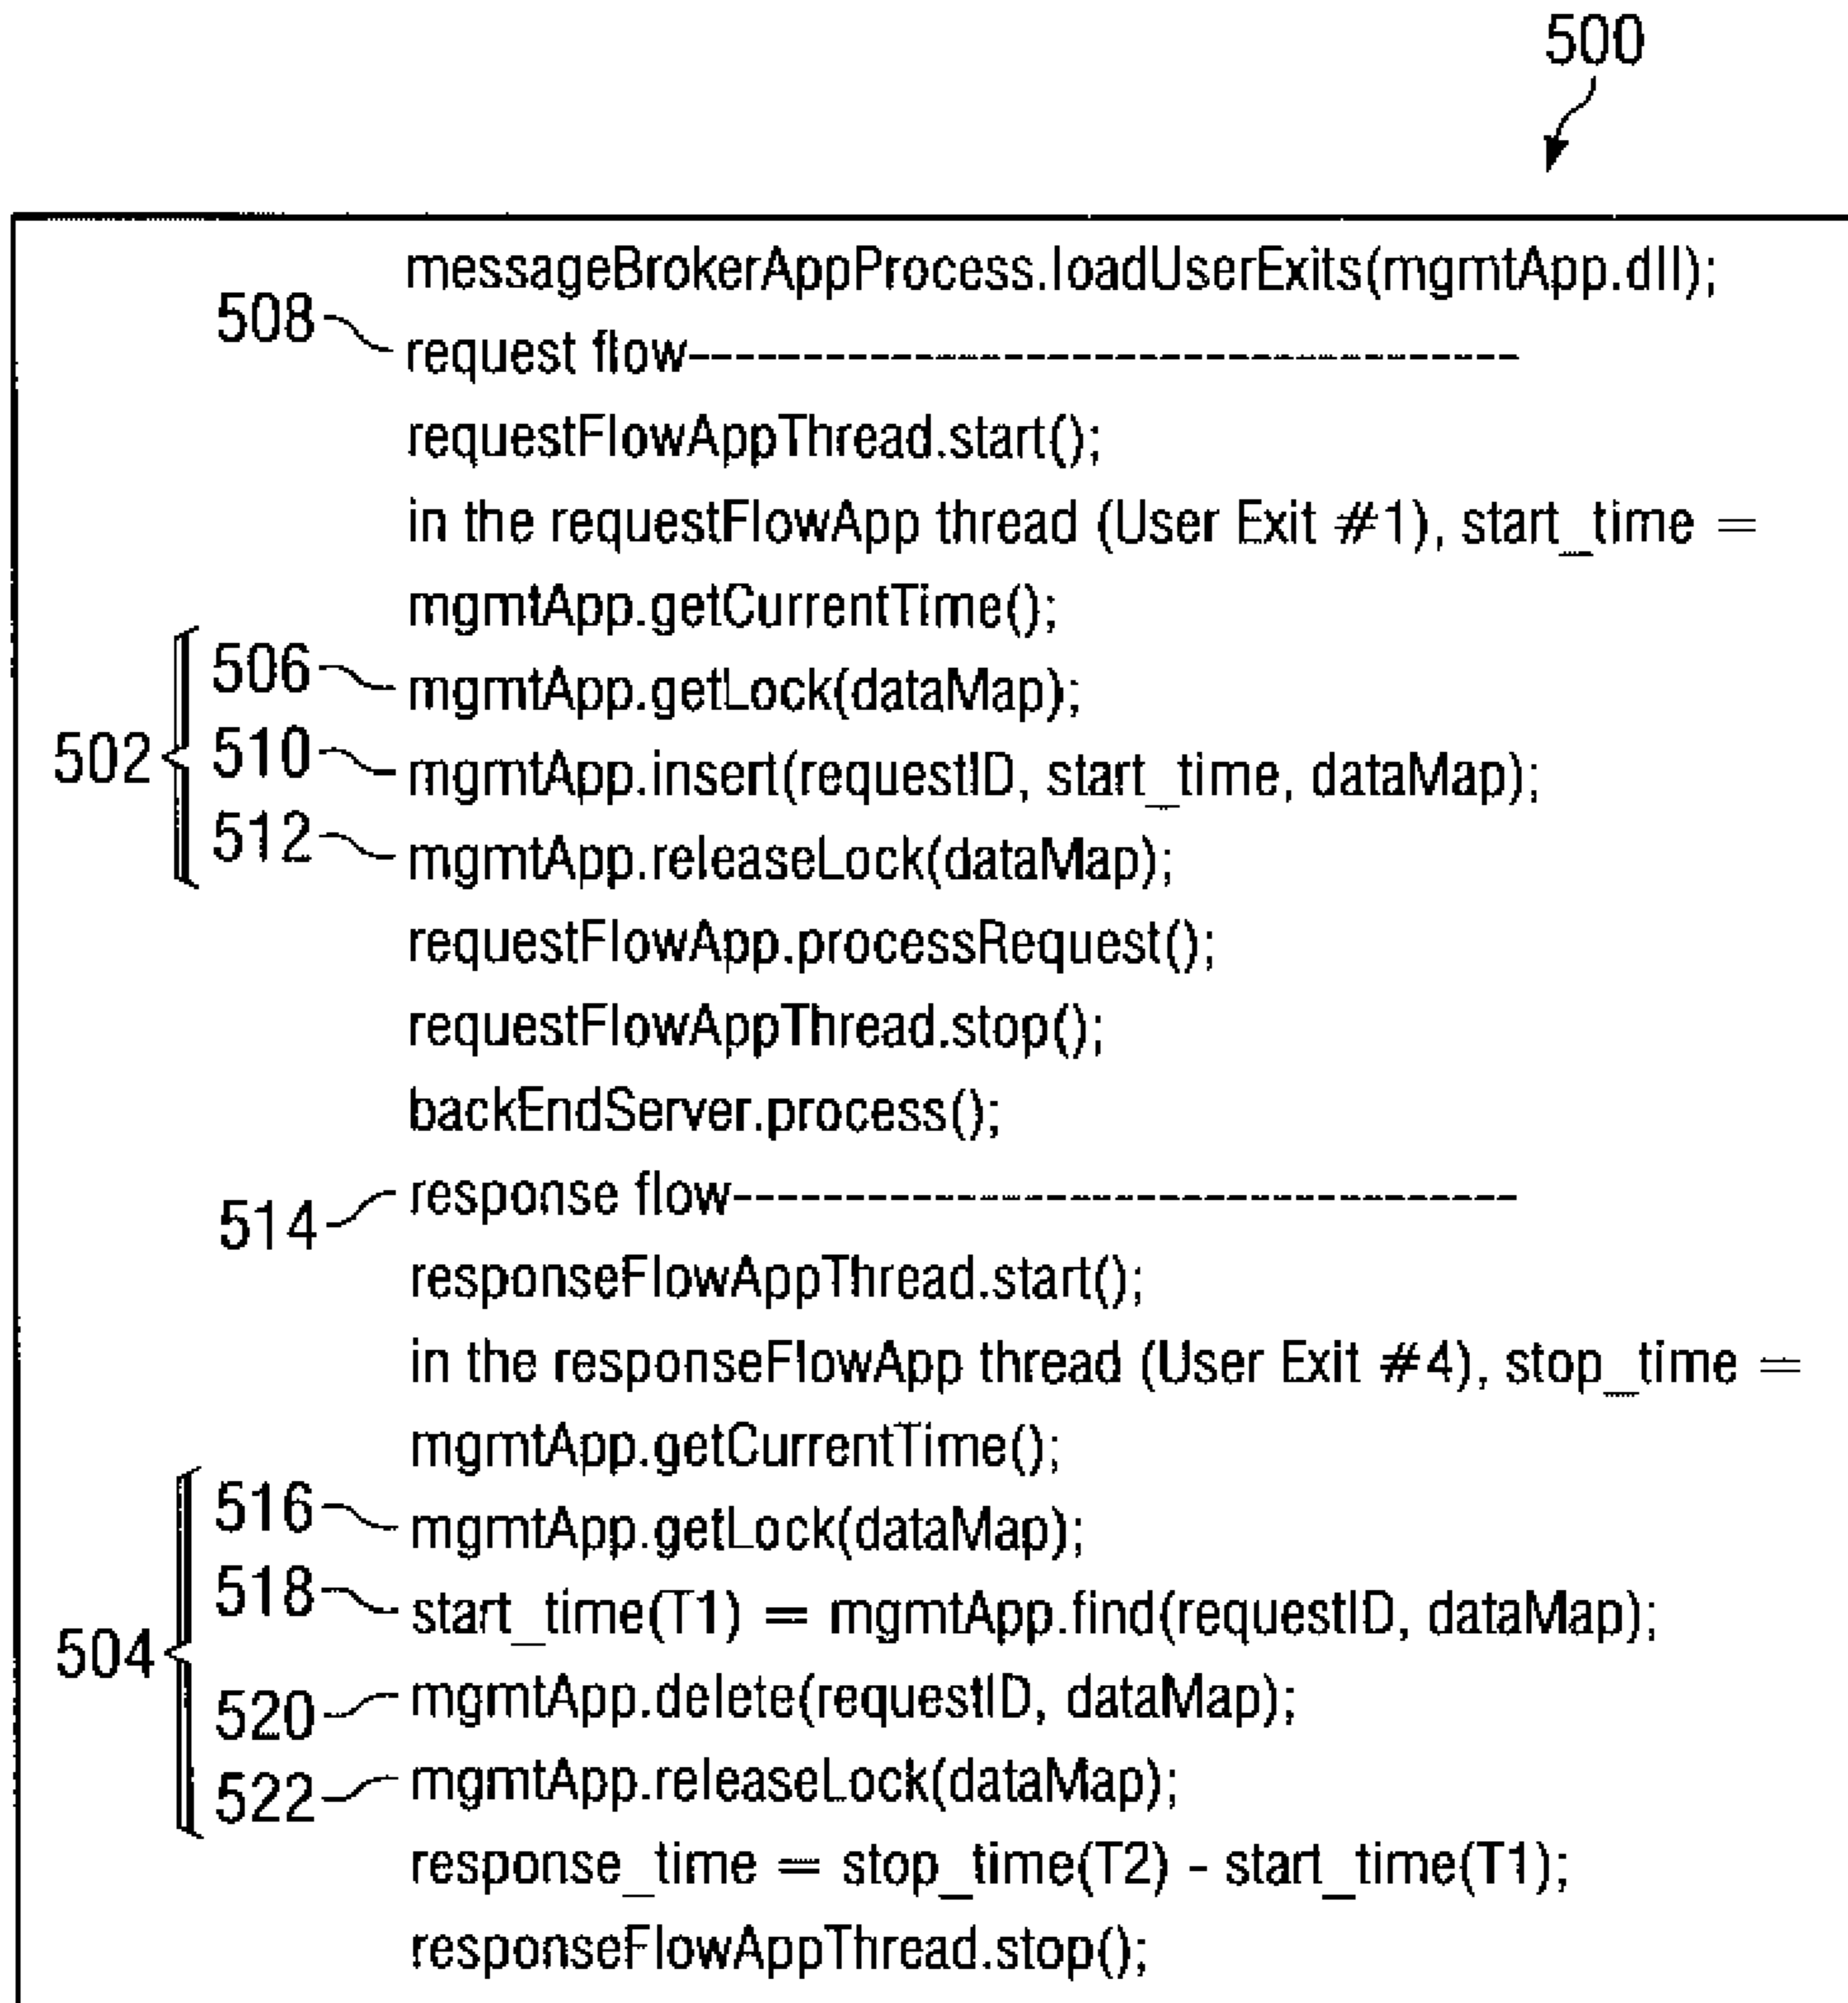 500
messageBrokerAppProcess.loadUserExits(mgmtApp.dll);
508 request flow-------------------------------------
requestFlowAppThread.start();
in the requestFlowApp thread (User Exit #1), start_time =
mgmtApp.getCurrentTime();
506 mgmtApp.getLock(dataMap);
502 510 mgmtApp.insert(requestID, start_time, dataMap);
512 mgmtApp.releaseLock(dataMap);
requestFlowApp.processRequest();
requestFlowAppThread.stop();
backEndServer.process();
514 response flow-----------------------------------
responseFlowAppThread.start();
in the responseFlowApp thread (User Exit #4), stop_time =
mgmtApp.getCurrentTime();
516 mgmtApp.getLock(dataMap);
518 start_time(T1) = mgmtApp.find(requestID, dataMap);
504 520 mgmtApp.delete(requestID, dataMap);
522 mgmtApp.releaseLock(dataMap);
response_time = stop_time(T2) - start_time(T1);
responseFlowAppThread.stop();